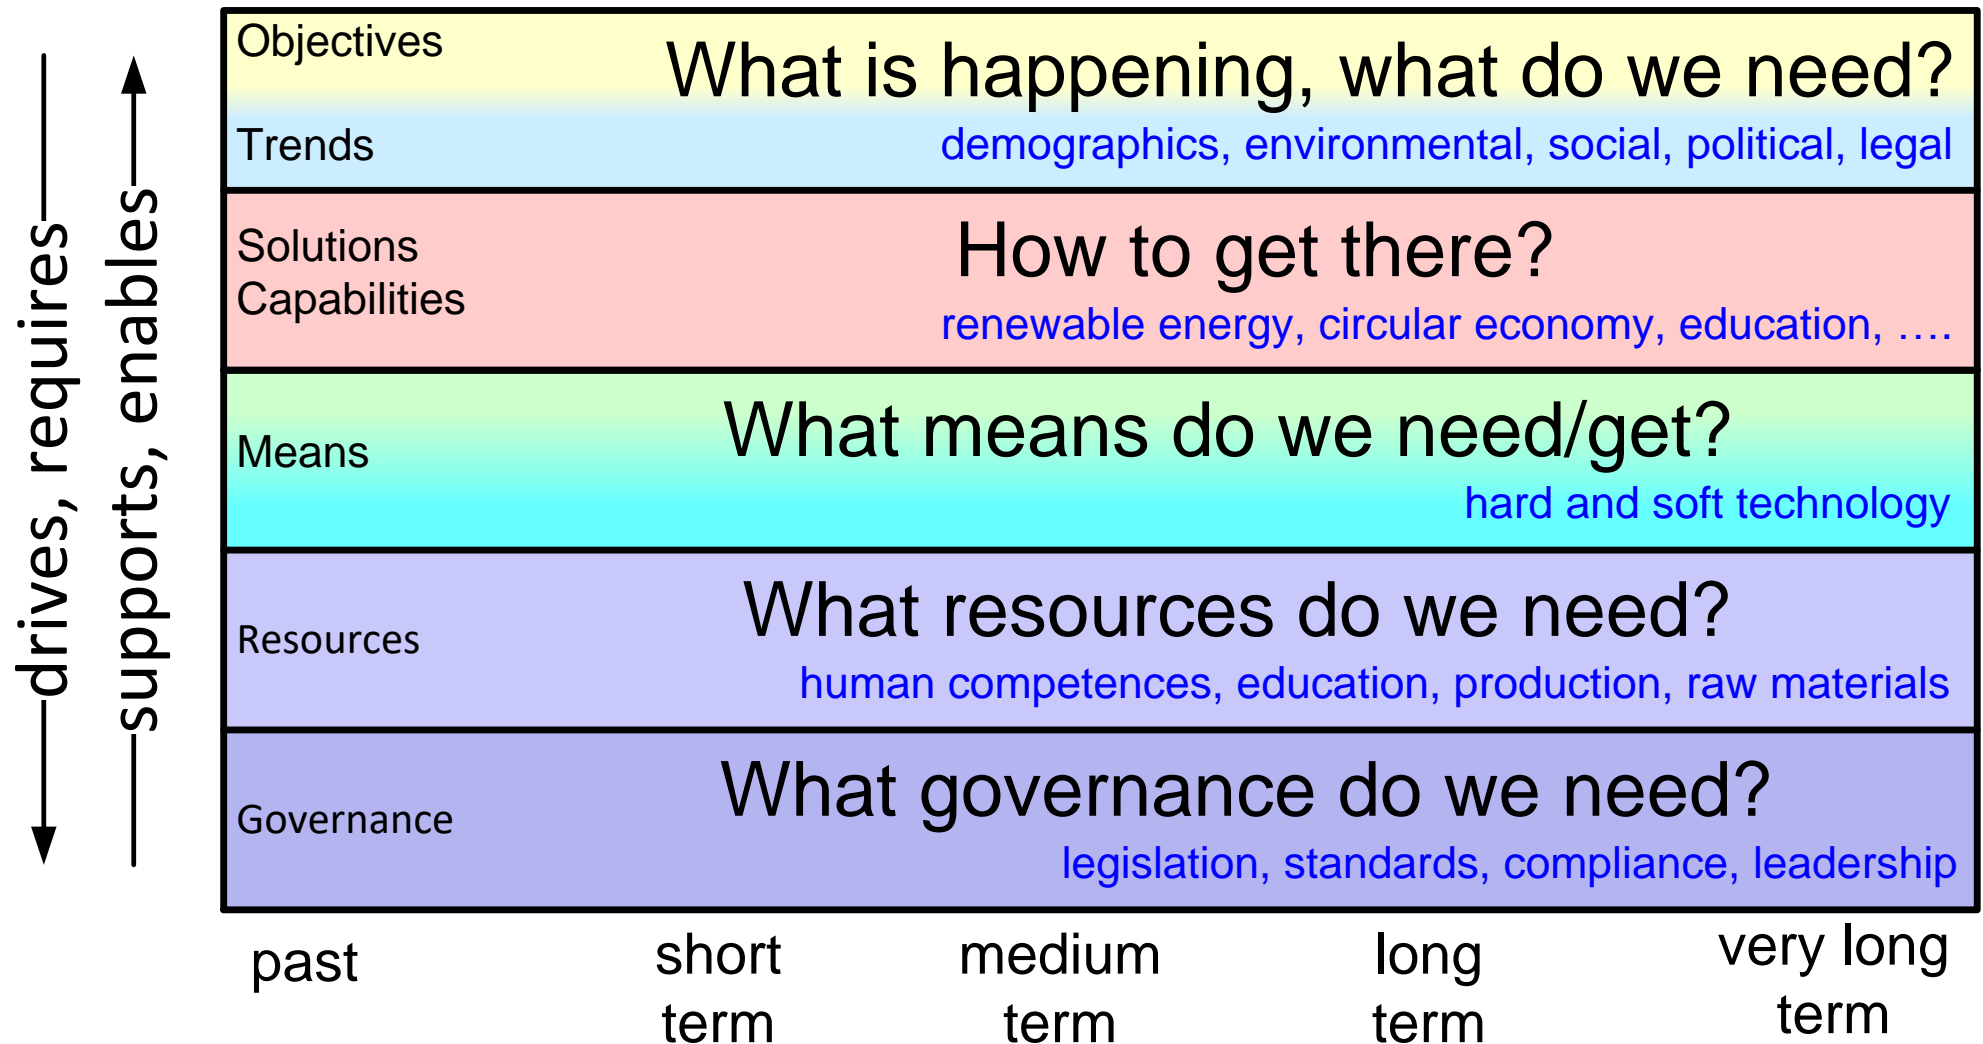 drives, requires
supports, enables
Objectives
What is happening, what do we need?
Trends
demographics, environmental, social, political, legal
Solutions
Capabilities
How to get there?
renewable energy, circular economy, education, ....
Means
What means do we need/get?
hard and soft technology
Resources
What resources do we need?
human competences, education, production, raw materials
Governance
What governance do we need?
legislation, standards, compliance, leadership
past
short
term
medium
term
long
term
very long
term